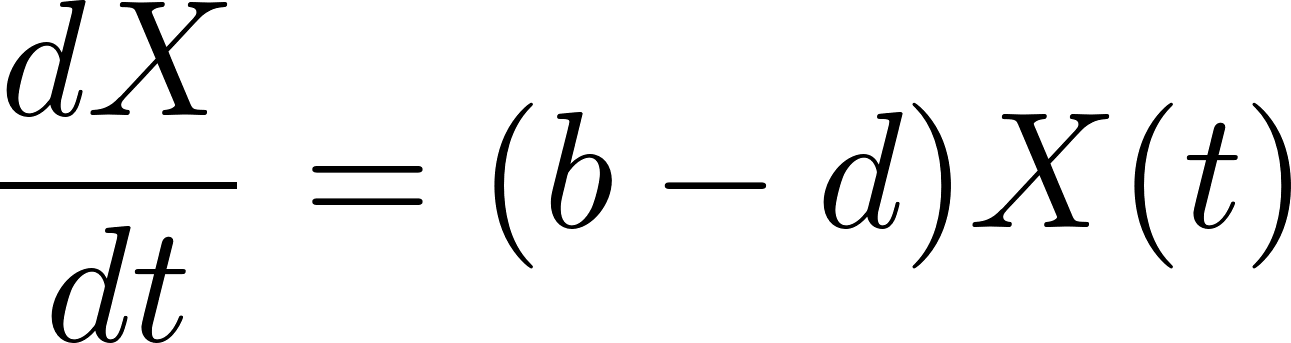 dX/dt = (b − d)X(t)